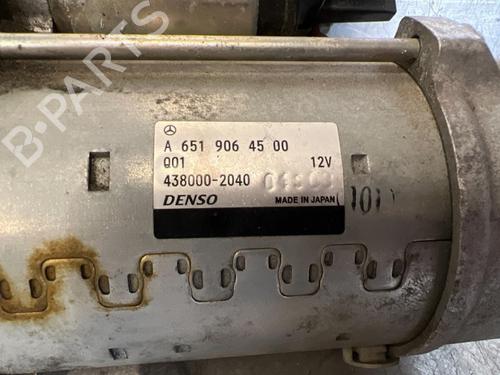 A 651 906 45 00
Q01 12V
438000-2040
DENSO MADE IN JAPAN
B-PARTS